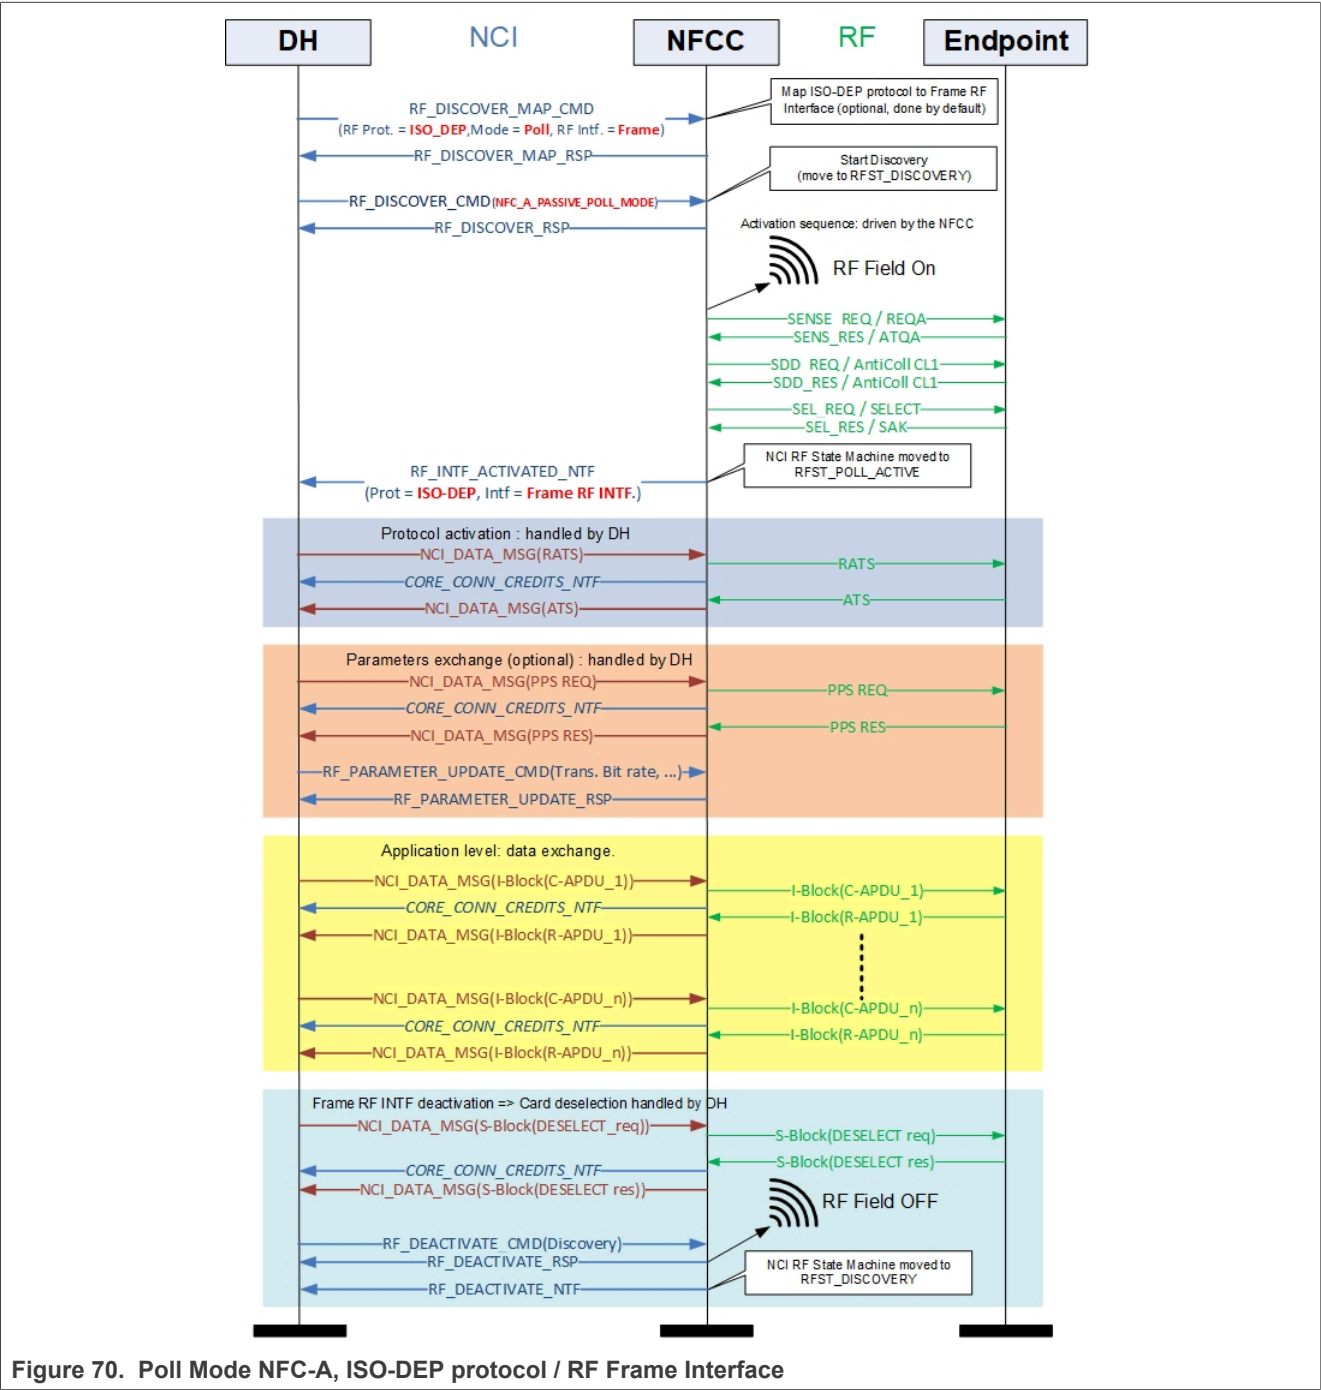 DH
NCI
NFCC
RF
Endpoint
Map ISO-DEP protocol to Frame RF
Interface (optional, done by default)
RF_DISCOVER_MAP_CMD
(RF Prot. = ISO_DEP,Mode = Poll, RF Intf. = Frame)
RF_DISCOVER_MAP_RSP
Start Discovery
(move to RFST_DISCOVERY)
RF_DISCOVER_CMD(NFC_A_PASSIVE_POLL_MODE)
RF_DISCOVER_RSP
Activation sequence: driven by the NFCC
RF Field On
SENSE_REQ / REQA
SENS_RES / ATQA
SDD_REQ / AntiColl CL1
SDD_RES / AntiColl CL1
SEL_REQ / SELECT
SEL_RES / SAK
NCI RF State Machine moved to
RFST_POLL_ACTIVE
RF_INTF_ACTIVATED_NTF
(Prot = ISO-DEP, Intf = Frame RF INTF.)
Protocol activation : handled by DH
NCI_DATA_MSG(RATS)
RATS
CORE_CONN_CREDITS_NTF
ATS
NCI_DATA_MSG(ATS)
Parameters exchange (optional) : handled by DH
NCI_DATA_MSG(PPS REQ)
PPS REQ
CORE_CONN_CREDITS_NTF
PPS RES
NCI_DATA_MSG(PPS RES)
RF_PARAMETER_UPDATE_CMD(Trans. Bit rate, ...)
RF_PARAMETER_UPDATE_RSP
Application level: data exchange.
NCI_DATA_MSG(I-Block(C-APDU_1))
I-Block(C-APDU_1)
CORE_CONN_CREDITS_NTF
I-Block(R-APDU_1)
NCI_DATA_MSG(I-Block(R-APDU_1))
NCI_DATA_MSG(I-Block(C-APDU_n))
I-Block(C-APDU_n)
CORE_CONN_CREDITS_NTF
I-Block(R-APDU_n)
NCI_DATA_MSG(I-Block(R-APDU_n))
Frame RF INTF deactivation => Card deselection handled by DH
NCI_DATA_MSG(S-Block(DESELECT_req))
S-Block(DESELECT req)
S-Block(DESELECT res)
CORE_CONN_CREDITS_NTF
NCI_DATA_MSG(S-Block(DESELECT res))
RF Field OFF
RF_DEACTIVATE_CMD(Discovery)
RF_DEACTIVATE_RSP
NCI RF State Machine moved to
RFST_DISCOVERY
RF_DEACTIVATE_NTF
Figure 70. Poll Mode NFC-A, ISO-DEP protocol / RF Frame Interface